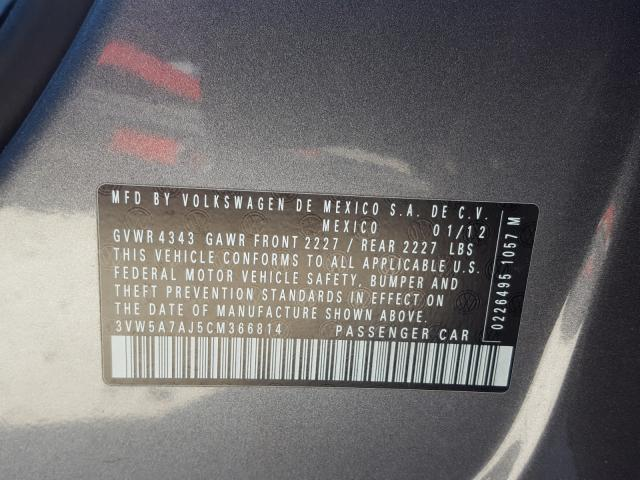 MFD BY VOLKSWAGEN DE MEXICO S.A. DE C.V.
MEXICO 01/12
GVWR 4343 GAWR FRONT 2227 / REAR 2227 LBS
THIS VEHICLE CONFORMS TO ALL APPLICABLE U.S.
FEDERAL MOTOR VEHICLE SAFETY, BUMPER AND
THEFT PREVENTION STANDARDS IN EFFECT ON
THE DATE OF MANUFACTURE SHOWN ABOVE.
3VW5A7AJ5CM366814 PASSENGER CAR
0226495 1057 M